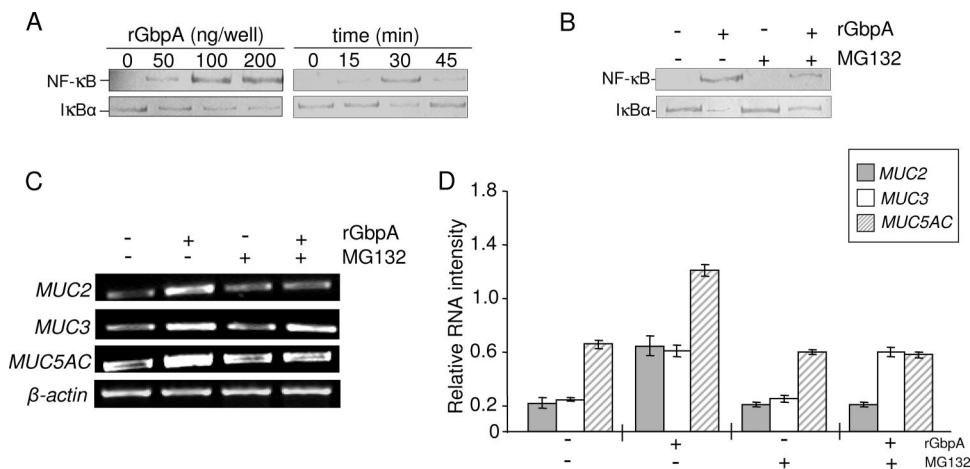 A
rGbpA (ng/well) time (min)
0 50 100 200 0 15 30 45
NF-κB
IκBα
B
- + - + rGbpA
- - + + MG132
NF-κB
IκBα
C
- + - + rGbpA
- - + + MG132
MUC2
MUC3
MUC5AC
β-actin
D
MUC2
MUC3
MUC5AC
Relative RNA intensity
1.8
1.4
1.0
0.6
0.2
0
- + - + rGbpA
- - + + MG132